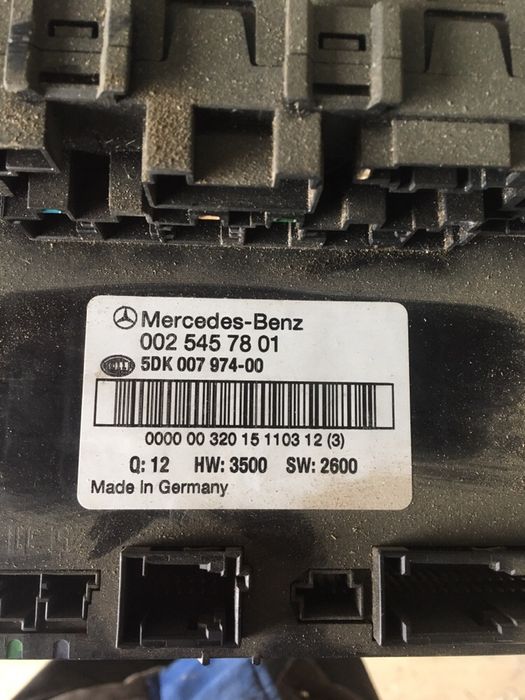 Mercedes-Benz
002 545 78 01
HELLA 5DK 007 974-00
0000 00 320 15 1103 12 (3)
Q: 12 HW: 3500 SW: 2600
Made in Germany